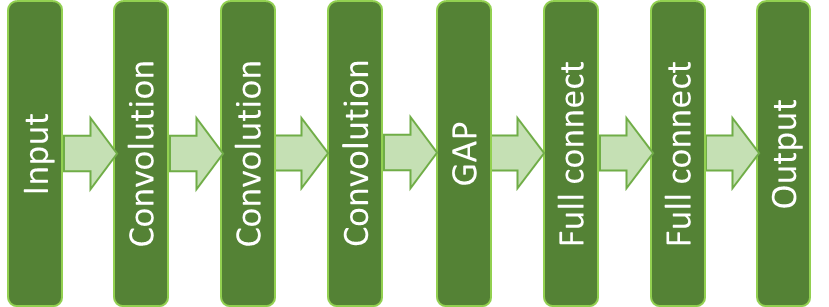 Input
Convolution
Convolution
Convolution
GAP
Full connect
Full connect
Output